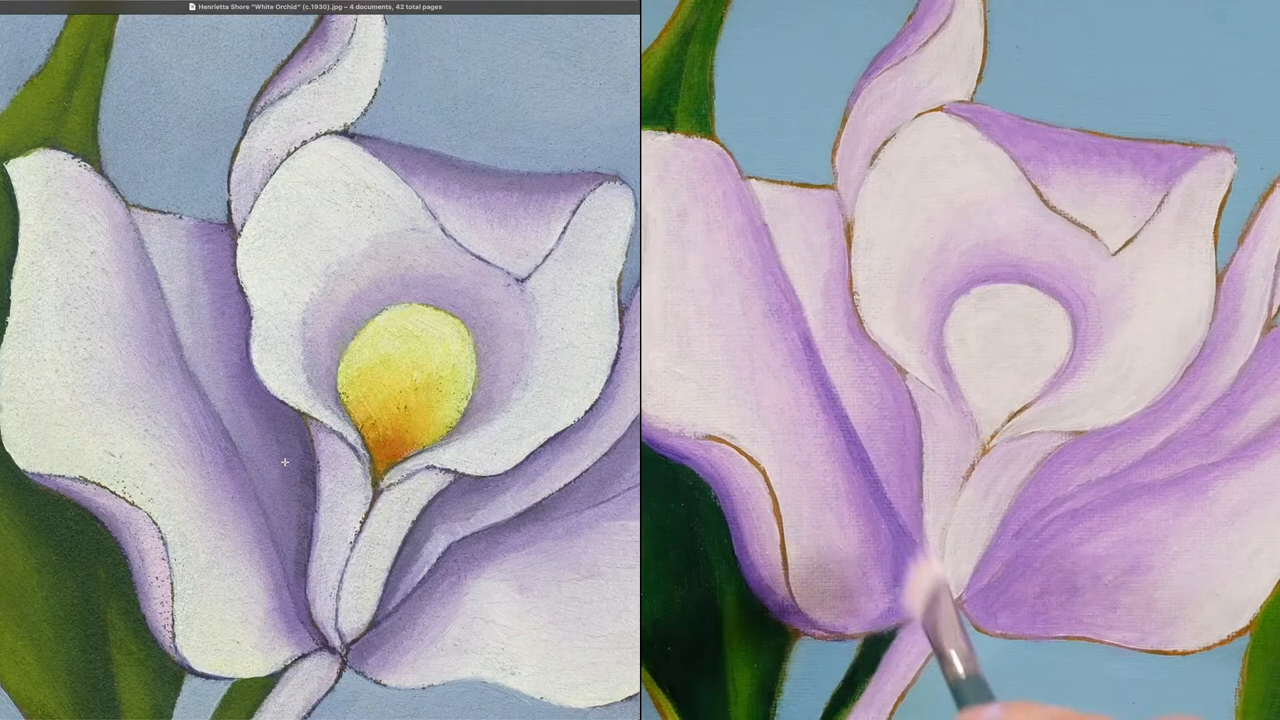 Henrietta Shore "White Orchid" (c.1930).jpg – 4 documents, 42 total pages